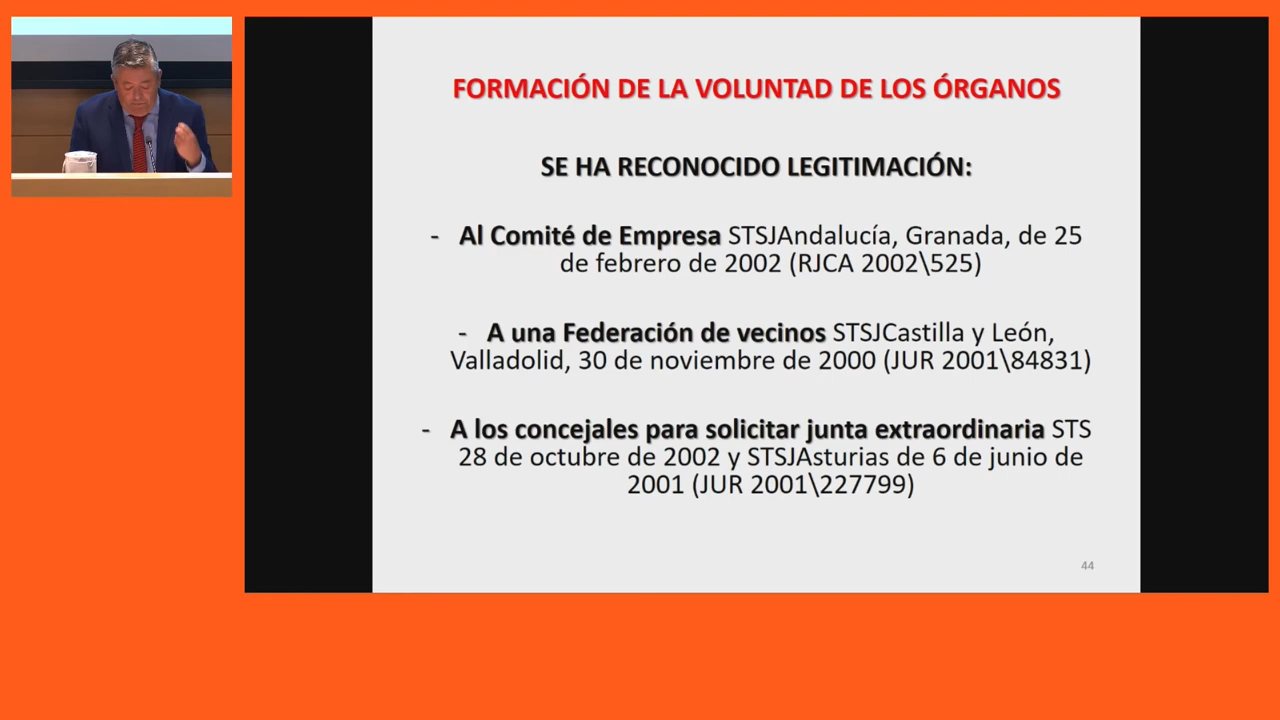 FORMACIÓN DE LA VOLUNTAD DE LOS ÓRGANOS
SE HA RECONOCIDO LEGITIMACIÓN:
- Al Comité de Empresa STSJAndalucía, Granada, de 25
de febrero de 2002 (RJCA 2002\525)
- A una Federación de vecinos STSJCastilla y León,
Valladolid, 30 de noviembre de 2000 (JUR 2001\84831)
- A los concejales para solicitar junta extraordinaria STS
28 de octubre de 2002 y STSJAsturias de 6 de junio de
2001 (JUR 2001\227799)
44